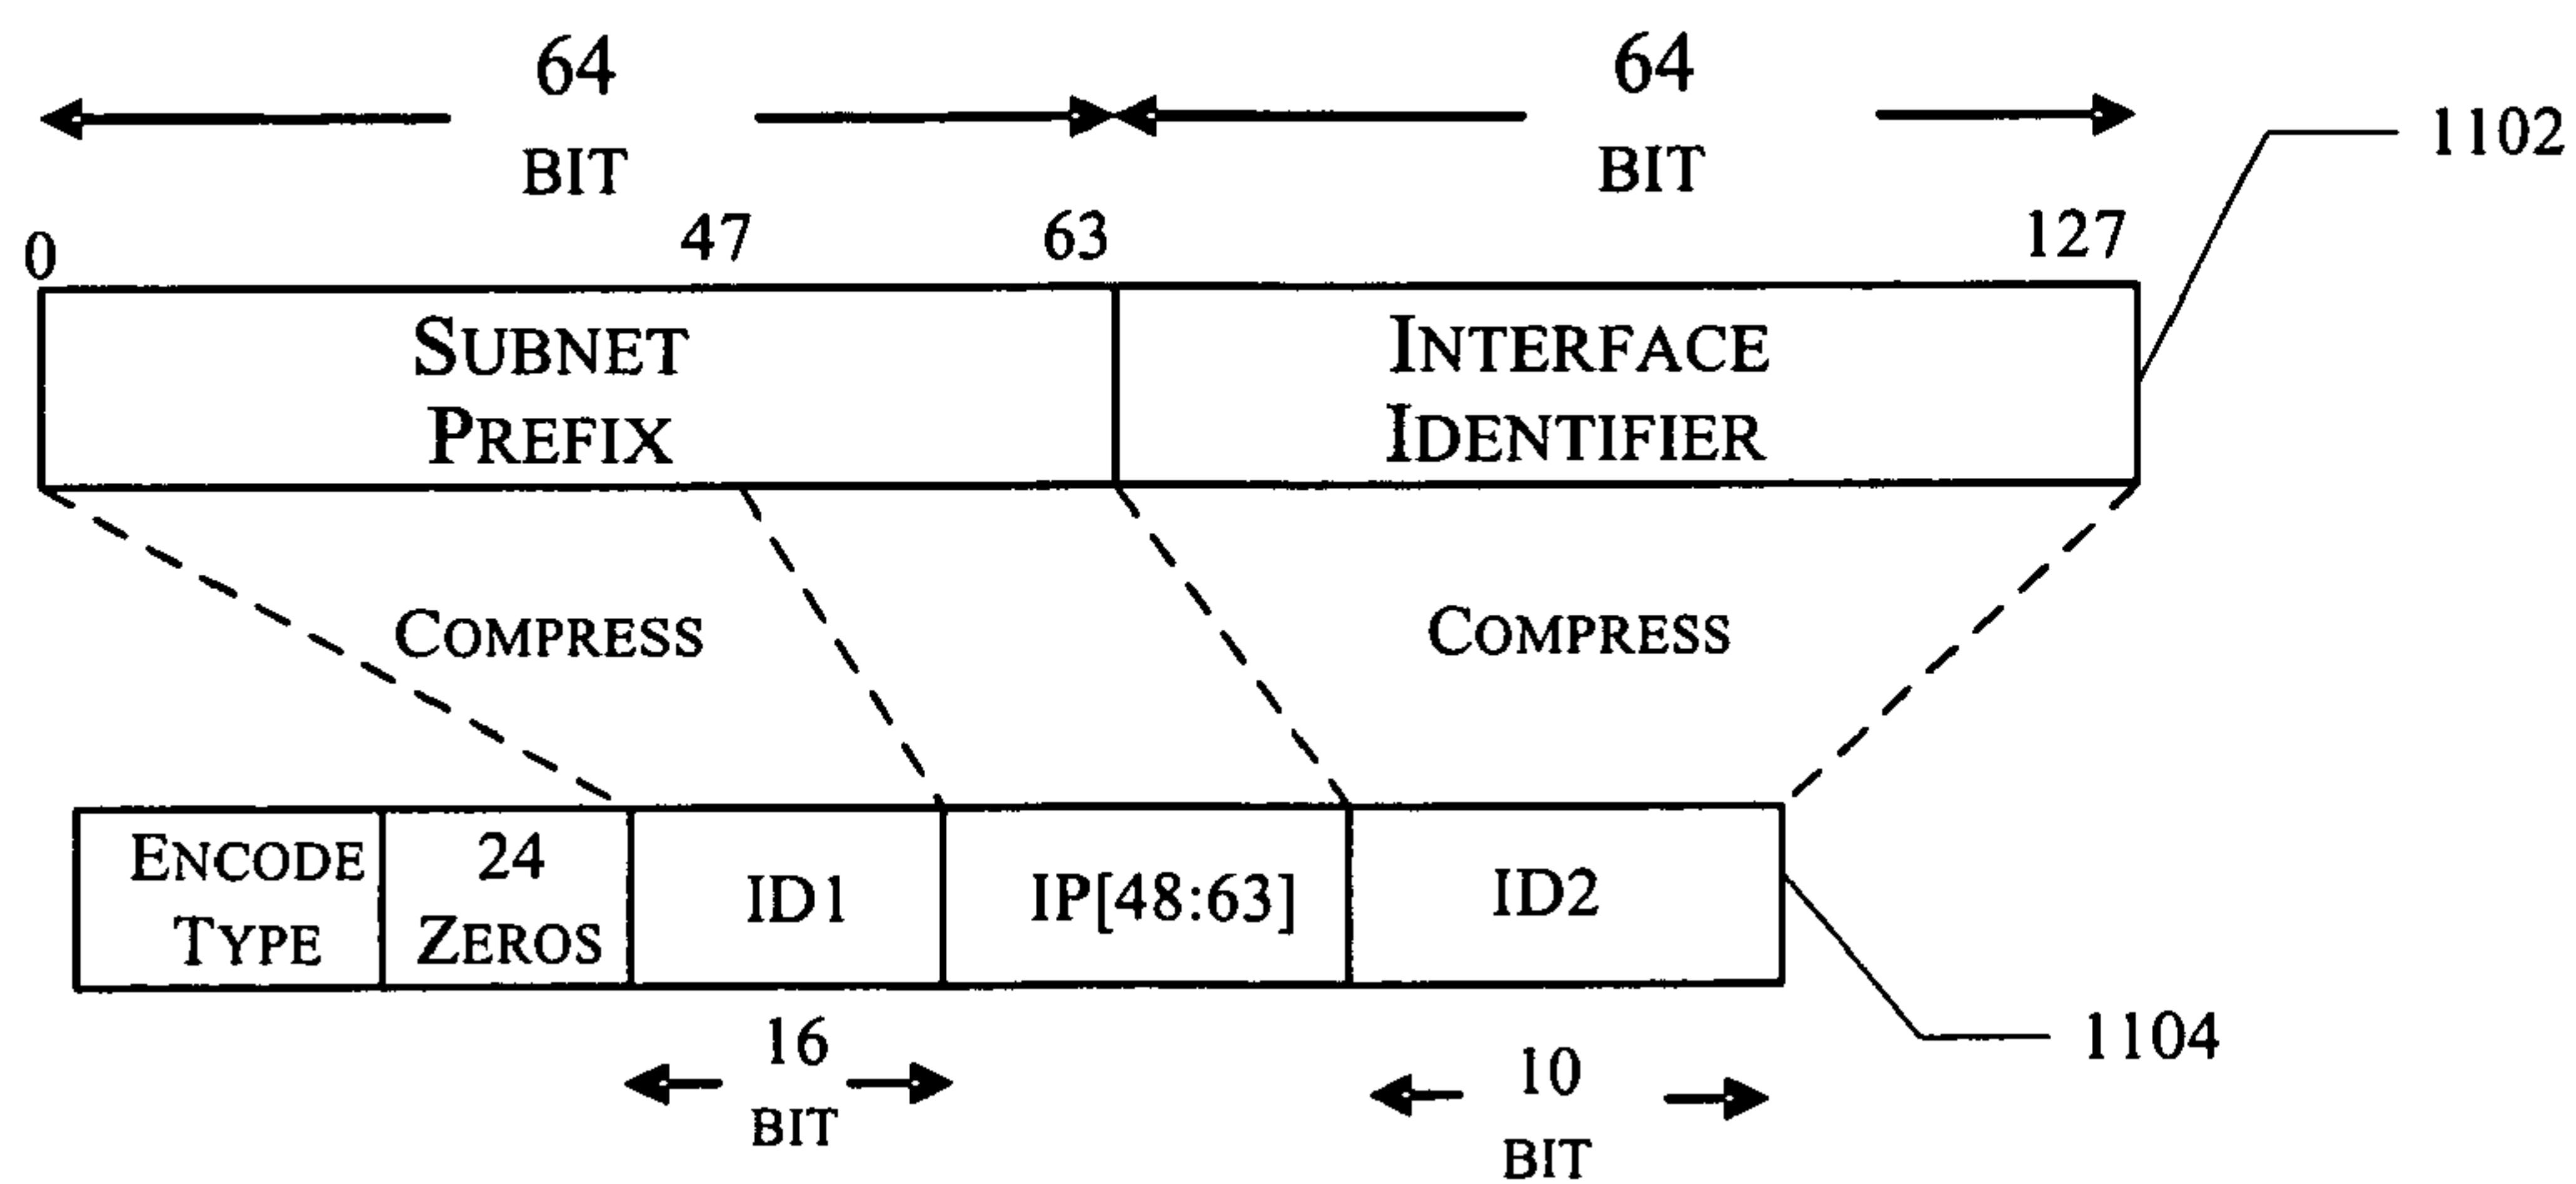 64 64
BIT BIT
1102
0 47 63 127
SUBNET INTERFACE
PREFIX IDENTIFIER
COMPRESS COMPRESS
ENCODE 24
TYPE ZEROS ID1 IP[48:63] ID2
16 10
BIT BIT
1104